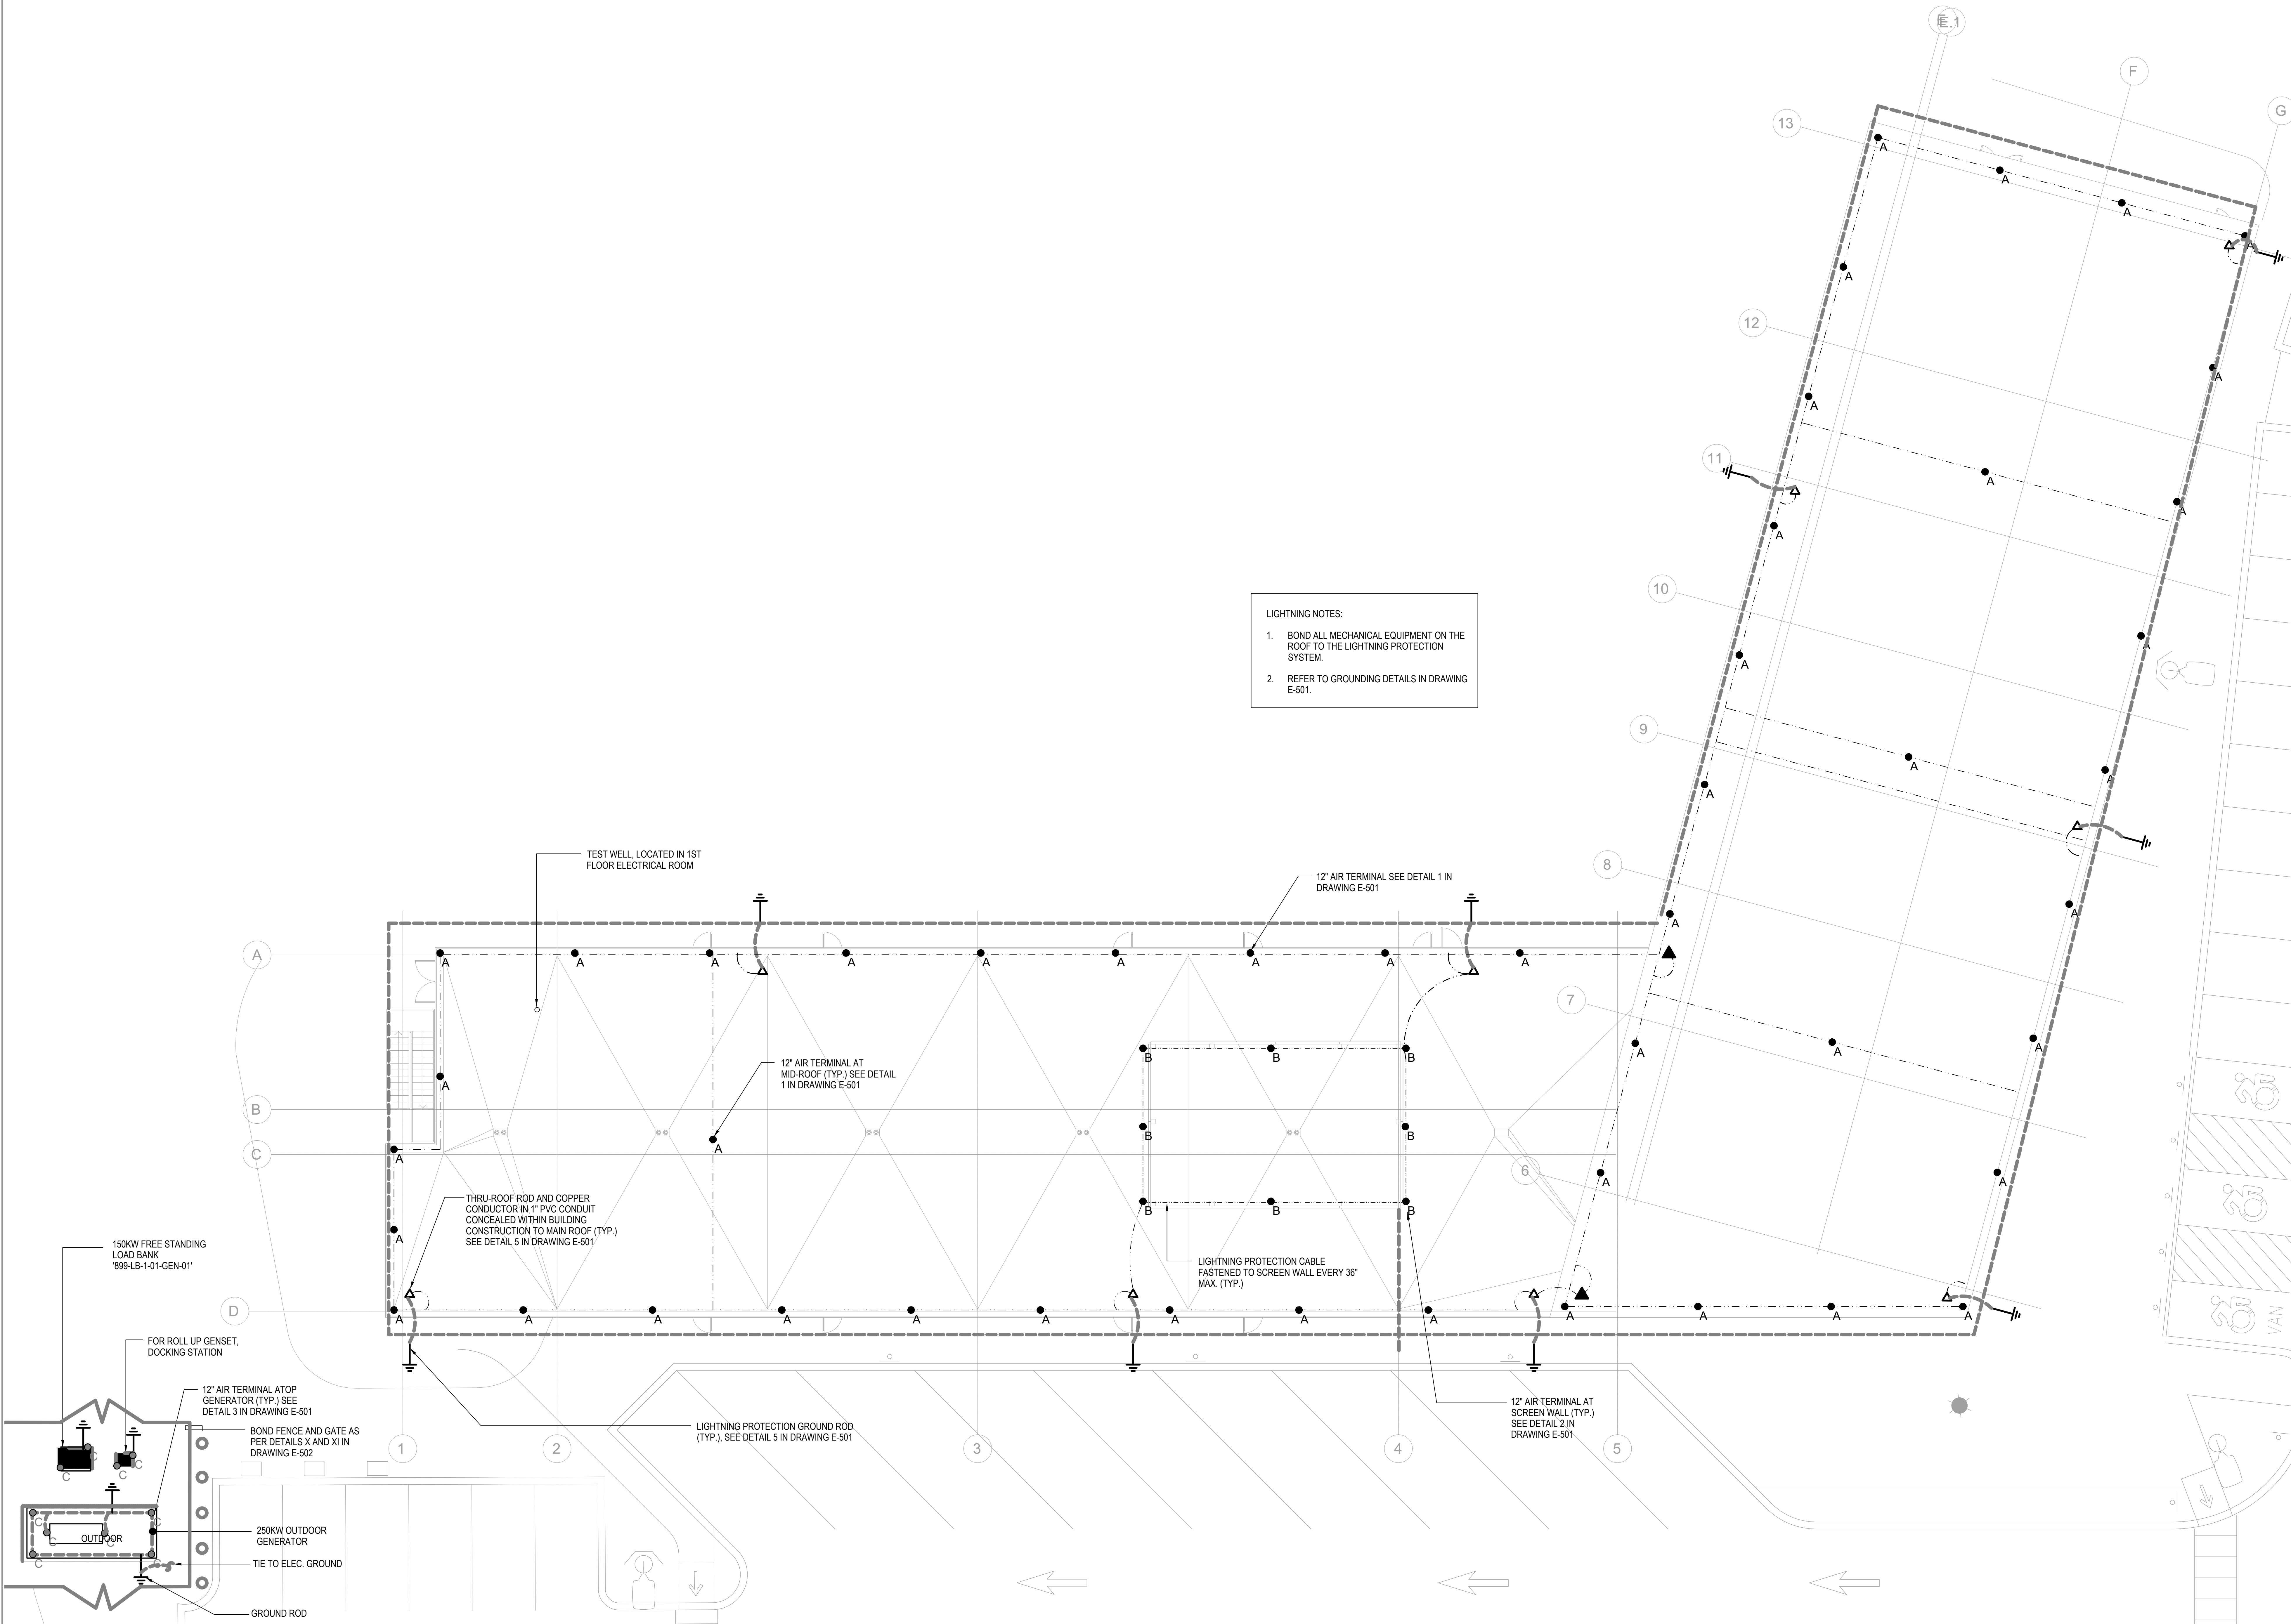 E
E.1
F
G
13
12
11
10
9
8
7
6
LIGHTNING NOTES:
1. BOND ALL MECHANICAL EQUIPMENT ON THE
ROOF TO THE LIGHTNING PROTECTION
SYSTEM.
2. REFER TO GROUNDING DETAILS IN DRAWING
E-501.
TEST WELL, LOCATED IN 1ST
FLOOR ELECTRICAL ROOM
12" AIR TERMINAL SEE DETAIL 1 IN
DRAWING E-501
A
B
C
D
A A A A A A A A A
12" AIR TERMINAL AT
MID-ROOF (TYP.) SEE DETAIL
1 IN DRAWING E-501
B B B
B B
B B B
THRU-ROOF ROD AND COPPER
CONDUCTOR IN 1" PVC CONDUIT
CONCEALED WITHIN BUILDING
CONSTRUCTION TO MAIN ROOF (TYP.)
SEE DETAIL 5 IN DRAWING E-501
LIGHTNING PROTECTION CABLE
FASTENED TO SCREEN WALL EVERY 36"
MAX. (TYP.)
A A A A A A A A A A A A A
150KW FREE STANDING
LOAD BANK
'899-LB-1-01-GEN-01'
FOR ROLL UP GENSET,
DOCKING STATION
12" AIR TERMINAL ATOP
GENERATOR (TYP.) SEE
DETAIL 3 IN DRAWING E-501
BOND FENCE AND GATE AS
PER DETAILS X AND XI IN
DRAWING E-502
LIGHTNING PROTECTION GROUND ROD
(TYP.), SEE DETAIL 5 IN DRAWING E-501
12" AIR TERMINAL AT
SCREEN WALL (TYP.)
SEE DETAIL 2 IN
DRAWING E-501
VAN
1
2
3
4
5
C C C C
OUTDOOR
250KW OUTDOOR
GENERATOR
TIE TO ELEC. GROUND
GROUND ROD